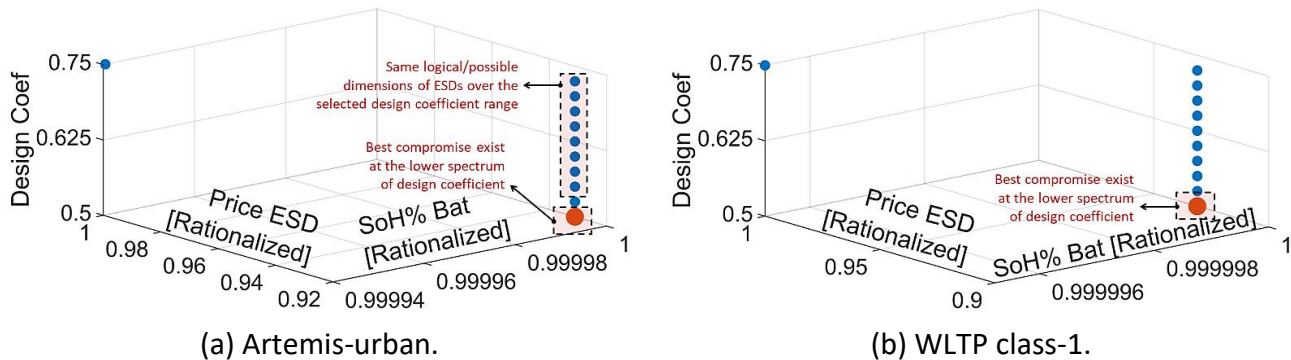 Design Coef
0.75
0.625
0.5
1
0.98
0.96
0.94
0.92
Price ESD
[Rationalized]
SoH% Bat
[Rationalized]
0.99994
0.99996
0.99998
1
Same logical/possible
dimensions of ESDs over the
selected design coefficient range
Best compromise exist
at the lower spectrum
of design coefficient
(a) Artemis-urban.
Design Coef
0.75
0.625
0.5
1
0.95
0.9
Price ESD
[Rationalized]
SoH% Bat [Rationalized]
0.999996
0.999998
1
Best compromise exist
at the lower spectrum
of design coefficient
(b) WLTP class-1.